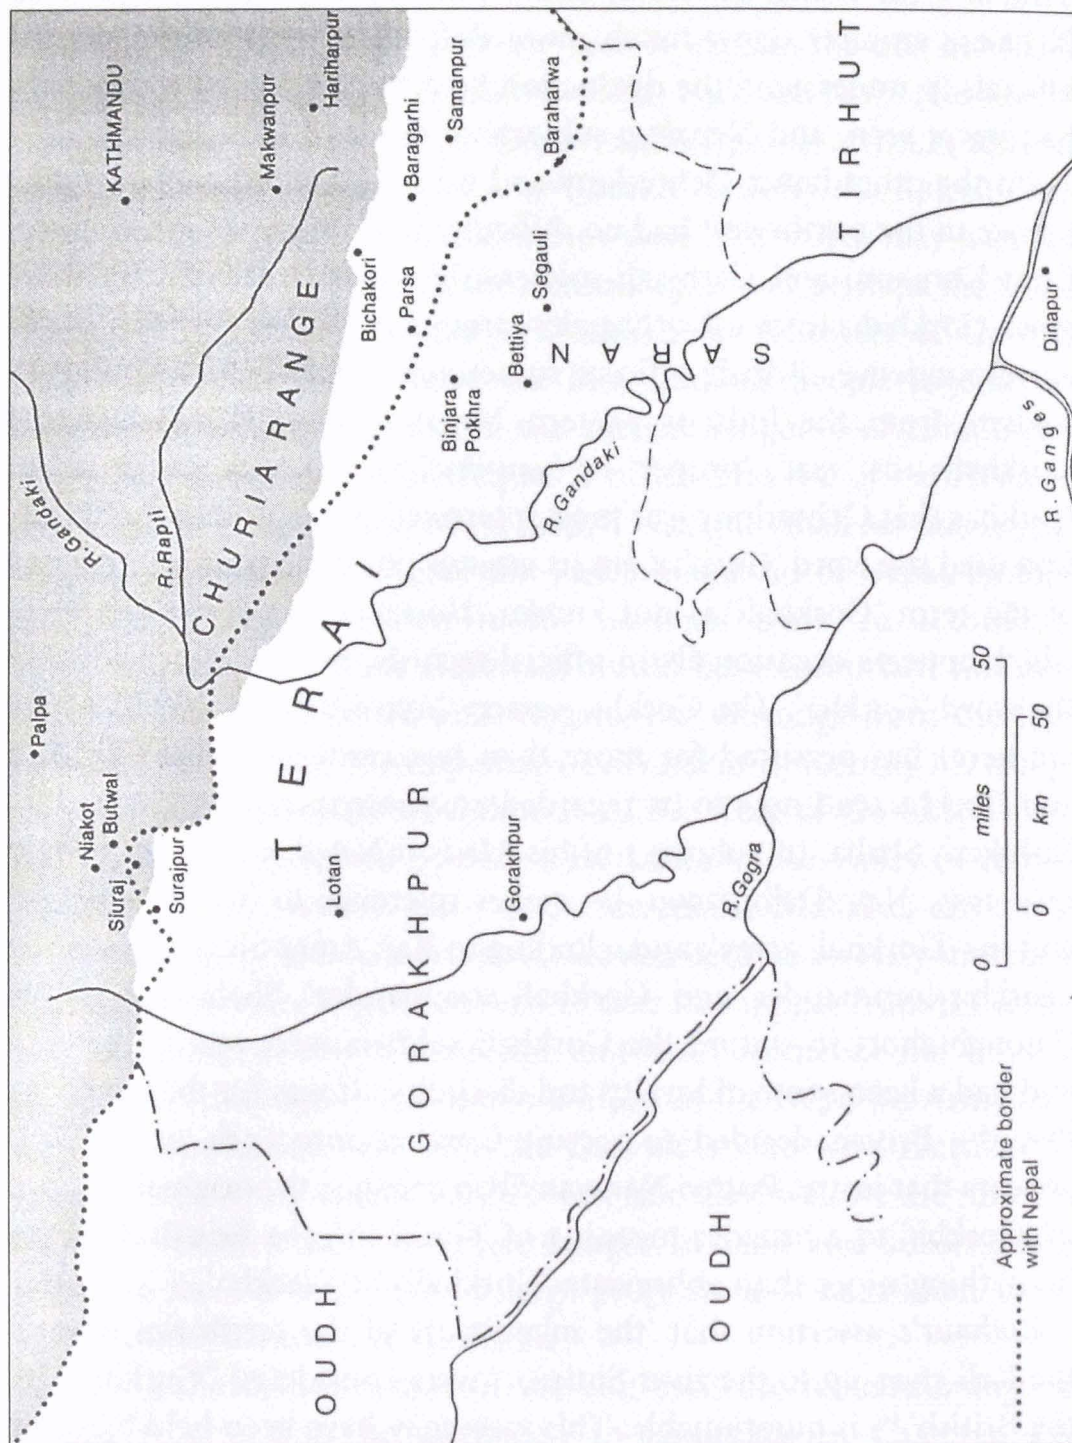 Palpa
Niakot
Butwal
Siuraj
Surajpur
R. Gandaki
R. Rapti
CHURIA RANGE
KATHMANDU
Makwanpur
Hariharpur
Bichakori
Baragarhi
Parsa
Samanpur
Baraharwa
Segauli
Bettiya
Binjara
Pokhra
TERAI
Lotan
Gorakhpur
GORAKHPUR
OUDH
OUDH
R. Gandaki
SARAN
TIRHUT
R. Gogra
R. Ganges
Dinapur
Approximate border
with Nepal
0 miles 50
0 km 50